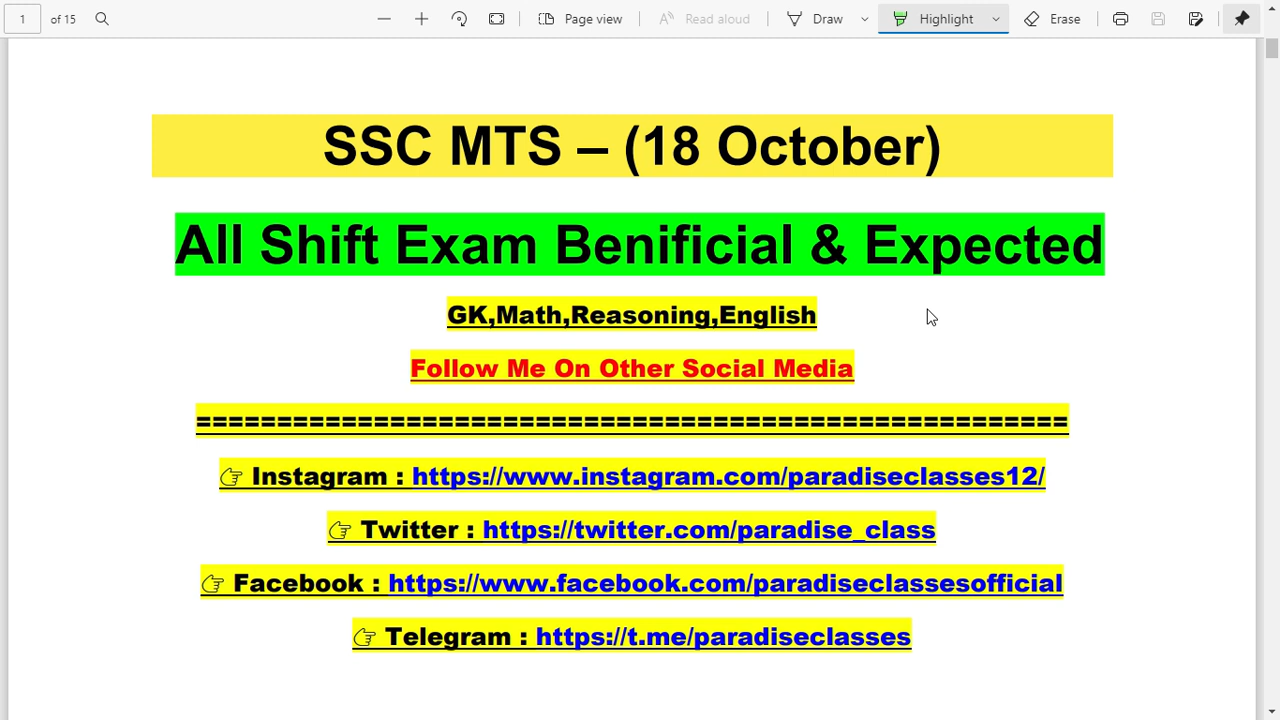 1 of 15 Page view Read aloud Draw Highlight Erase
SSC MTS – (18 October)
All Shift Exam Benificial & Expected
GK,Math,Reasoning,English
Follow Me On Other Social Media
======================================================
👉 Instagram : https://www.instagram.com/paradiseclasses12/
👉 Twitter : https://twitter.com/paradise_class
👉 Facebook : https://www.facebook.com/paradiseclassesofficial
👉 Telegram : https://t.me/paradiseclasses